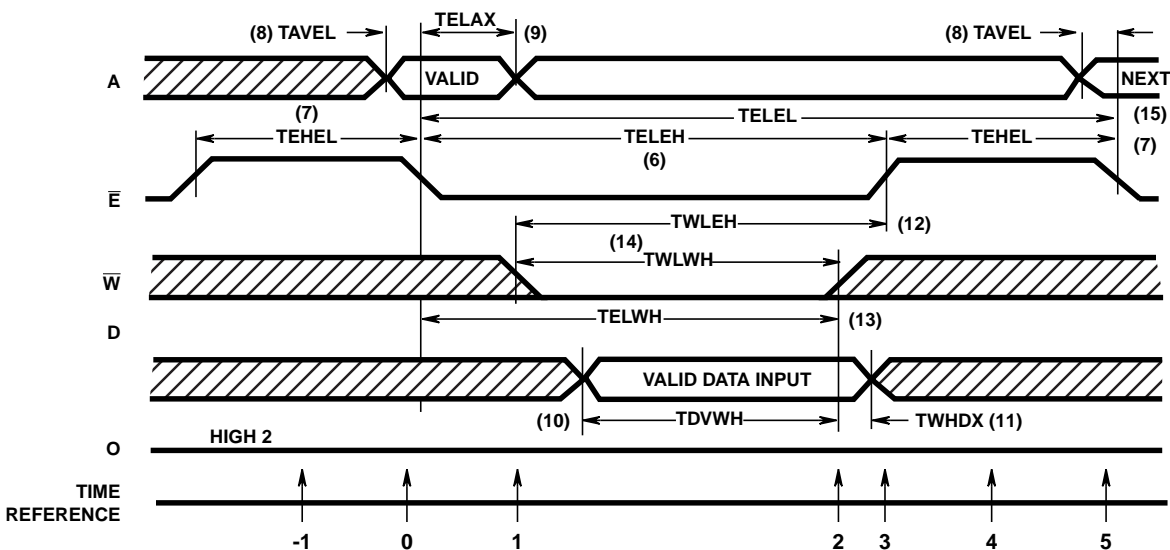 TELAX
(8) TAVEL
(9)
(8) TAVEL
A
VALID
NEXT
(7)
TELEL
(15)
TEHEL
TELEH
TEHEL
(7)
(6)
E
TWLEH
(12)
(14)
W
TWLWH
D
TELWH
(13)
VALID DATA INPUT
(10)
TDVWH
TWHDX (11)
HIGH 2
O
TIME
REFERENCE
-1 0 1 2 3 4 5